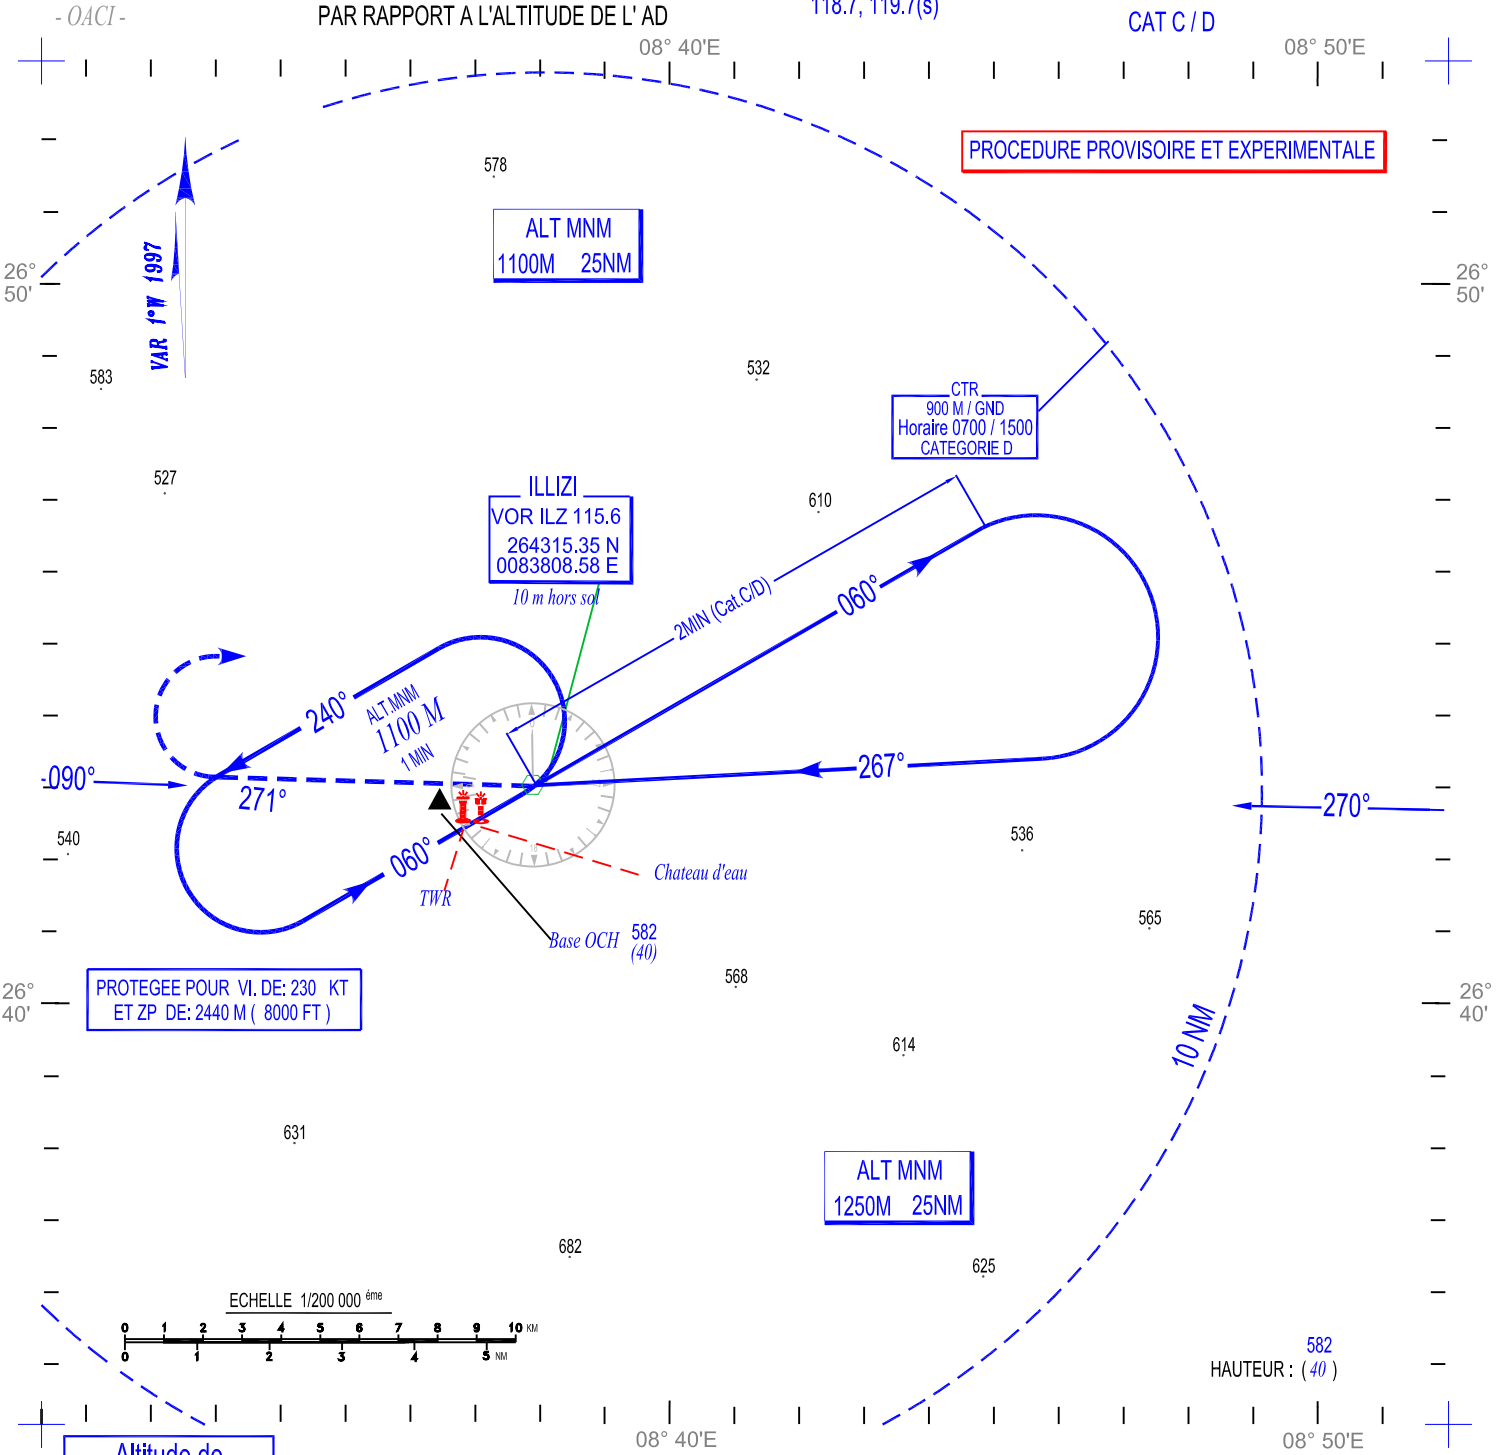 - OACI -
PAR RAPPORT A L'ALTITUDE DE L' AD
118.7, 119.7(s)
CAT C / D
08° 40'E
08° 50'E
PROCEDURE PROVISOIRE ET EXPERIMENTALE
578
ALT MNM
1100M 25NM
VAR 1°W 1997
26°
50'
26°
50'
583
532
CTR
900 M / GND
Horaire 0700 / 1500
CATEGORIE D
527
ILLIZI
VOR ILZ 115.6
264315.35 N
0083808.58 E
10 m hors sol
610
2MIN (Cat.C/D)
060°
240°
ALT.MNM
1100 M
1 MIN
090°
271°
267°
270°
540
060°
536
TWR
Chateau d'eau
Base OCH 582
(40)
565
568
PROTEGEE POUR VI. DE: 230 KT
ET ZP DE: 2440 M ( 8000 FT )
26°
40'
26°
40'
10 NM
614
631
ALT MNM
1250M 25NM
682
625
ECHELLE 1/200 000 éme
0 1 2 3 4 5 6 7 8 9 10 KM
0 1 2 3 4 5 NM
582
HAUTEUR : ( 40 )
08° 40'E
08° 50'E
Altitude de